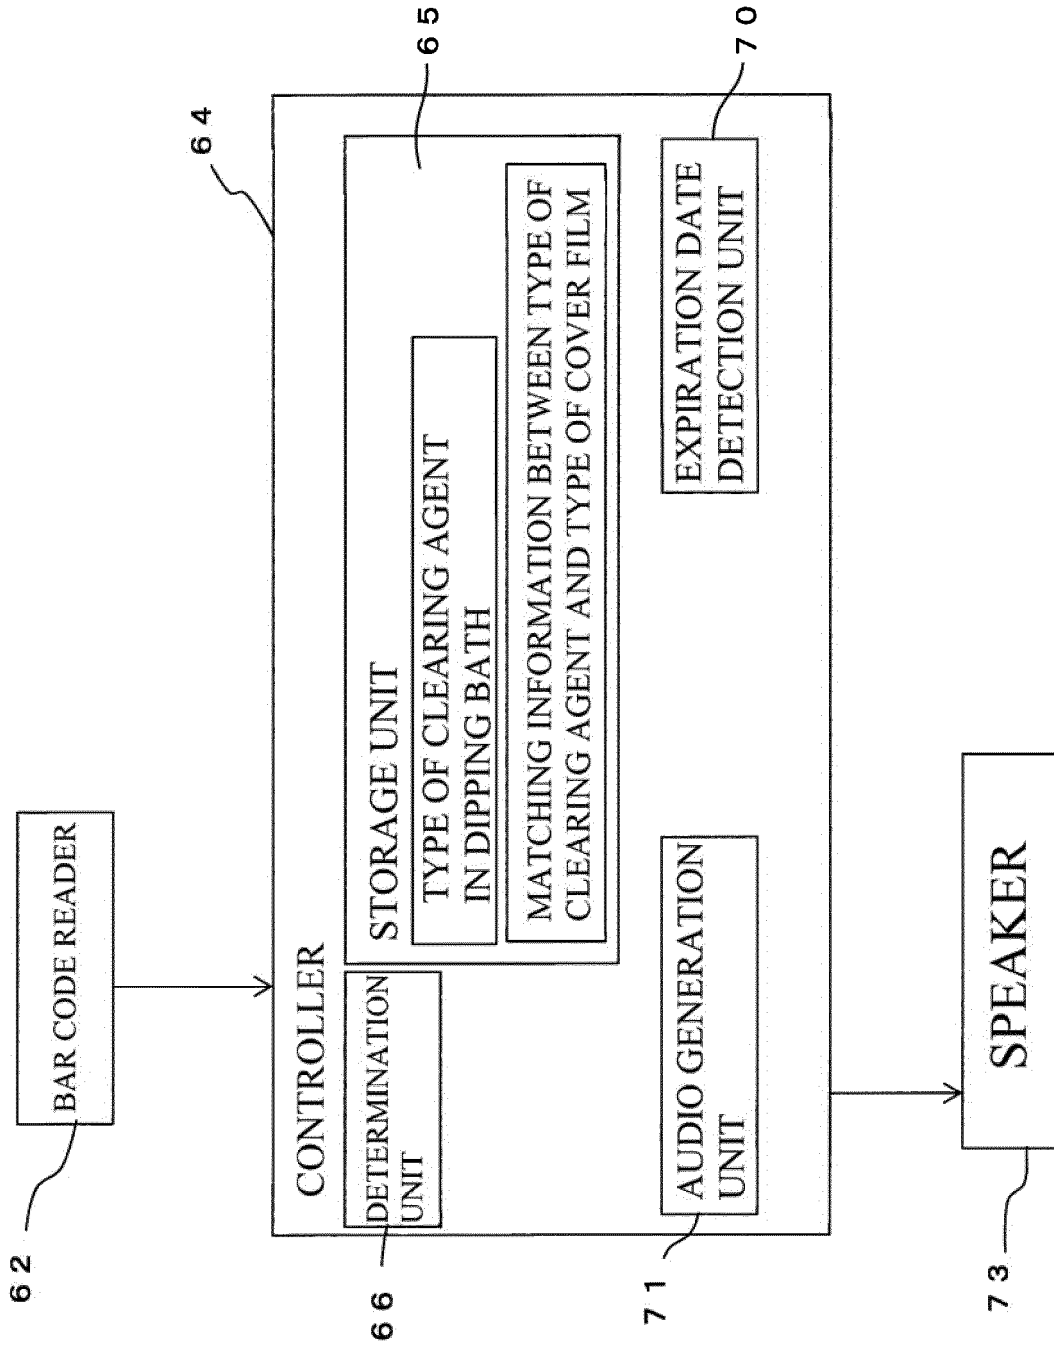 62
BAR CODE READER
64
CONTROLLER
66
DETERMINATION
UNIT
65
STORAGE UNIT
TYPE OF CLEARING AGENT
IN DIPPING BATH
MATCHING INFORMATION BETWEEN TYPE OF
CLEARING AGENT AND TYPE OF COVER FILM
71
AUDIO GENERATION
UNIT
70
EXPIRATION DATE
DETECTION UNIT
73
SPEAKER